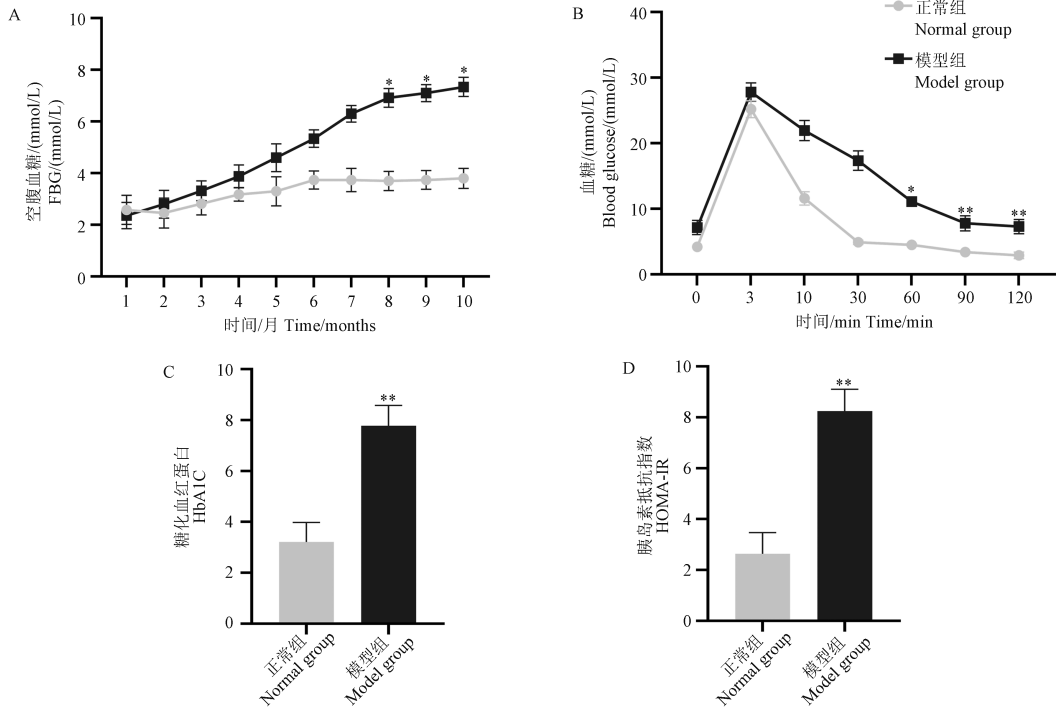 A
空腹血糖/(mmol/L)
FBG/(mmol/L)
10
8
6
4
2
0
*
*
*
1 2 3 4 5 6 7 8 9 10
时间/月 Time/months
B
血糖/(mmol/L)
Blood glucose/(mmol/L)
40
30
20
10
0
正常组
Normal group
模型组
Model group
*
**
**
0 3 10 30 60 90 120
时间/min Time/min
C
糖化血红蛋白
HbA1C
10
8
6
4
2
0
**
正常组
Normal group
模型组
Model group
D
胰岛素抵抗指数
HOMA-IR
10
8
6
4
2
0
**
正常组
Normal group
模型组
Model group